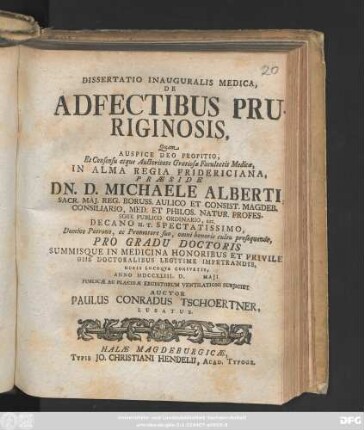 20
DISSERTATIO INAUGURALIS MEDICA,
DE
ADFECTIBUS PRU-
RIGINOSIS,
Quam
AUSPICE DEO PROPITIO,
Et Consensu atque Auctoritate Gratiosæ Facultatis Medicæ,
IN ALMA REGIA FRIDERICIANA,
PRÆSIDE
DN. D. MICHAELE ALBERTI
SACR. MAJ. REG. BORUSS. AULICO ET CONSIST. MAGDEB.
CONSILIARIO, MED. ET PHILOS. NATUR. PROFES-
SORE PUBLICO ORDINARIO, etc.
DECANO h. t. SPECTATISSIMO,
Domino Patrono, ac Promotore suo, omni honoris cultu prosequendo,
PRO GRADU DOCTORIS
SUMMISQUE IN MEDICINA HONORIBUS ET PRIVILE
GIIS DOCTORALIBUS LEGITIME IMPETRANDIS,
HORIS LOCOQUE CONSUETIS,
ANNO MDCCXLIII. D. MAJI.
PUBLICÆ AC PLACIDÆ ERUDITORUM VENTILATIONI SUBJICIET
AUCTOR
PAULUS CONRADUS TSCHOERTNER,
HALÆ MAGDEBURGICÆ,
TYPIS JO. CHRISTIANI HENDELII, ACAD. TYPOGR.
DFG